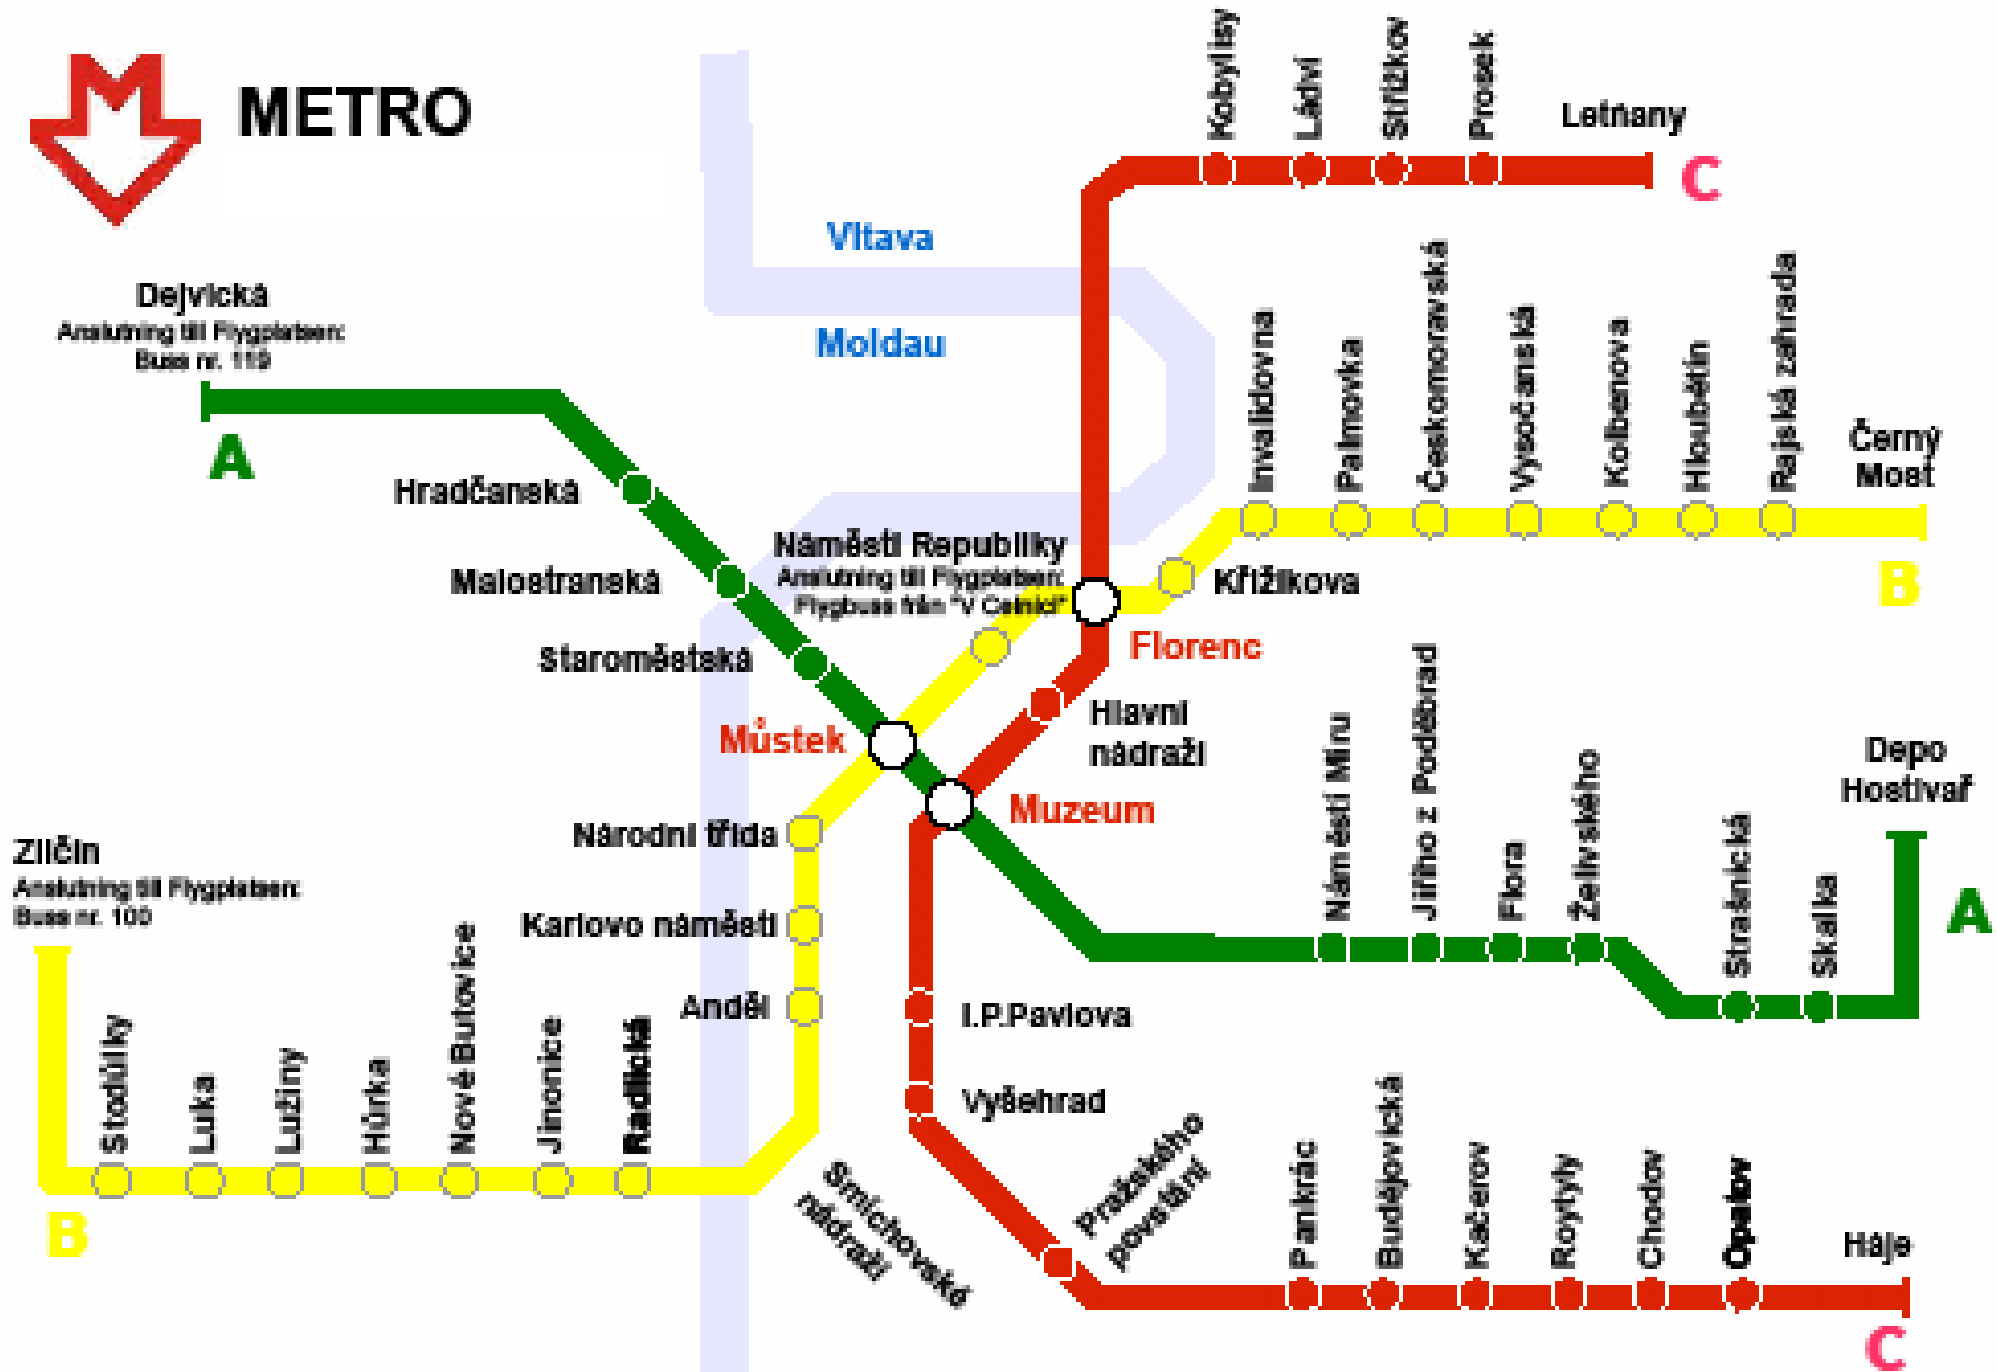 METRO
Kobylisy
Ládví
Střížkov
Prosek
Letňany
C
Vltava
Moldau
Dejvická
Anslutning till Flygplatsen:
Buss nr. 119
A
Hradčanská
Malostranská
Staroměstská
Můstek
Náměstí Republiky
Anslutning till Flygplatsen:
Flygbuss från "V Celnici"
Florenc
Křižíkova
Invalidovna
Palmovka
Českomoravská
Vysočanská
Kolbenova
Hloubětín
Rajská zahrada
Černý
Most
B
Hlavní
nádraží
Muzeum
Náměstí Míru
Jiřího z Poděbrad
Flora
Želivského
Strašnická
Skalka
Depo
Hostivař
A
Národní třída
Karlovo náměstí
Anděl
Zličín
Anslutning till Flygplatsen:
Buss nr. 100
Stodůlky
Luka
Lužiny
Hůrka
Nové Butovice
Jinonice
Radlická
B
Smíchovské
nádraží
I.P.Pavlova
Vyšehrad
Pražského
povstání
Pankrác
Budějovická
Kačerov
Roytyly
Chodov
Opatov
Háje
C